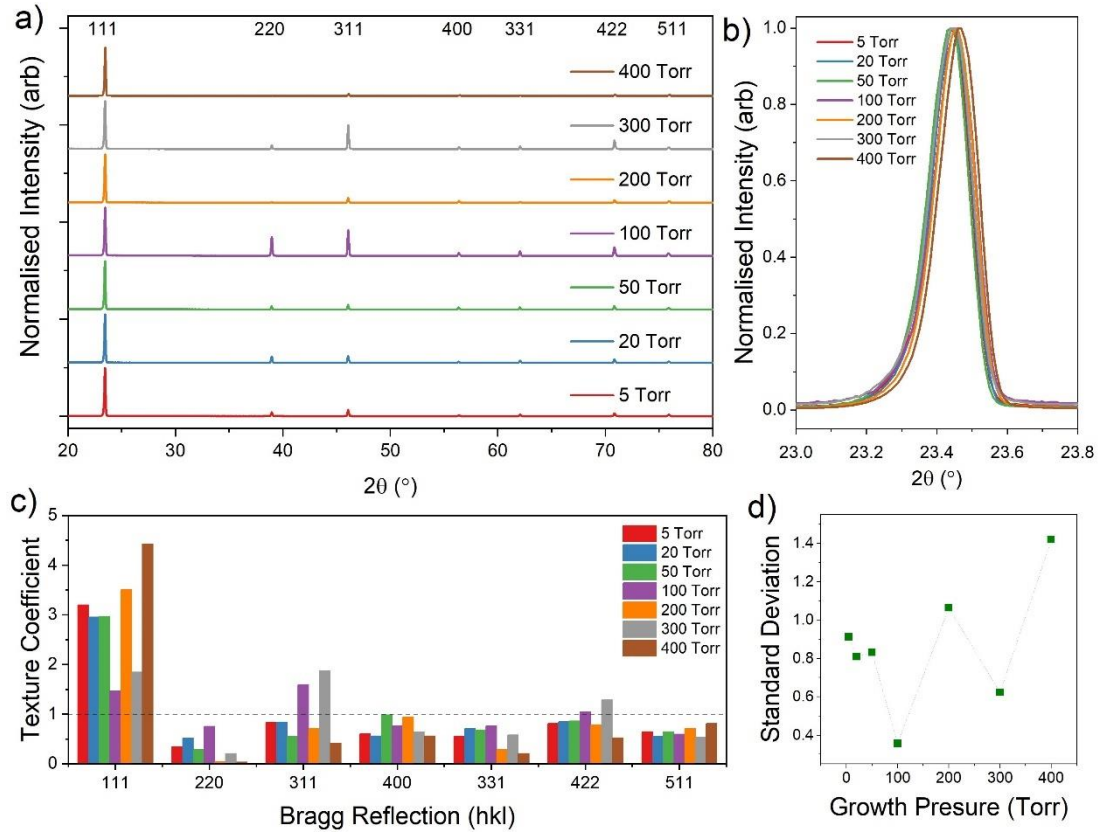 a)
111 220 311 400 331 422 511
400 Torr
300 Torr
200 Torr
100 Torr
50 Torr
20 Torr
5 Torr
Normalised Intensity (arb)
20 30 40 50 60 70 80
2θ (°)
b)
5 Torr
20 Torr
50 Torr
100 Torr
200 Torr
300 Torr
400 Torr
Normalised Intensity (arb)
1.0
0.8
0.6
0.4
0.2
0.0
23.0 23.2 23.4 23.6 23.8
2θ (°)
c)
5 Torr
20 Torr
50 Torr
100 Torr
200 Torr
300 Torr
400 Torr
Texture Coefficient
5
4
3
2
1
0
111 220 311 400 331 422 511
Bragg Reflection (hkl)
d)
Standard Deviation
1.4
1.2
1.0
0.8
0.6
0.4
0 100 200 300 400
Growth Presure (Torr)